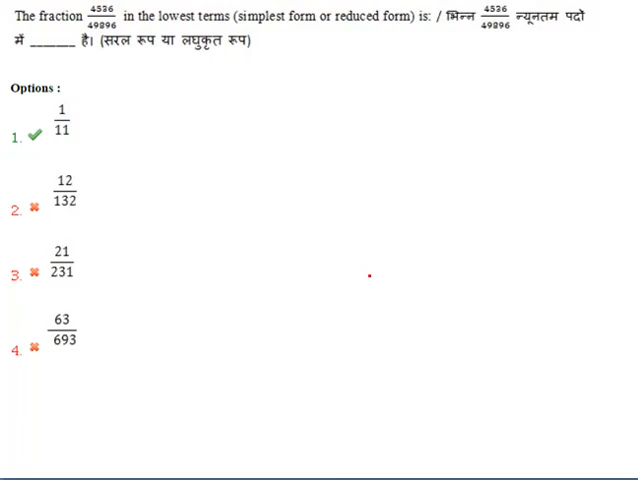 The fraction 4536/49896 in the lowest terms (simplest form or reduced form) is: / भिन्न 4536/49896 न्यूनतम पदों
में ______ है। (सरल रूप या लघुकृत रूप)
Options :
1. 1/11
2. 12/132
3. 21/231
4. 63/693